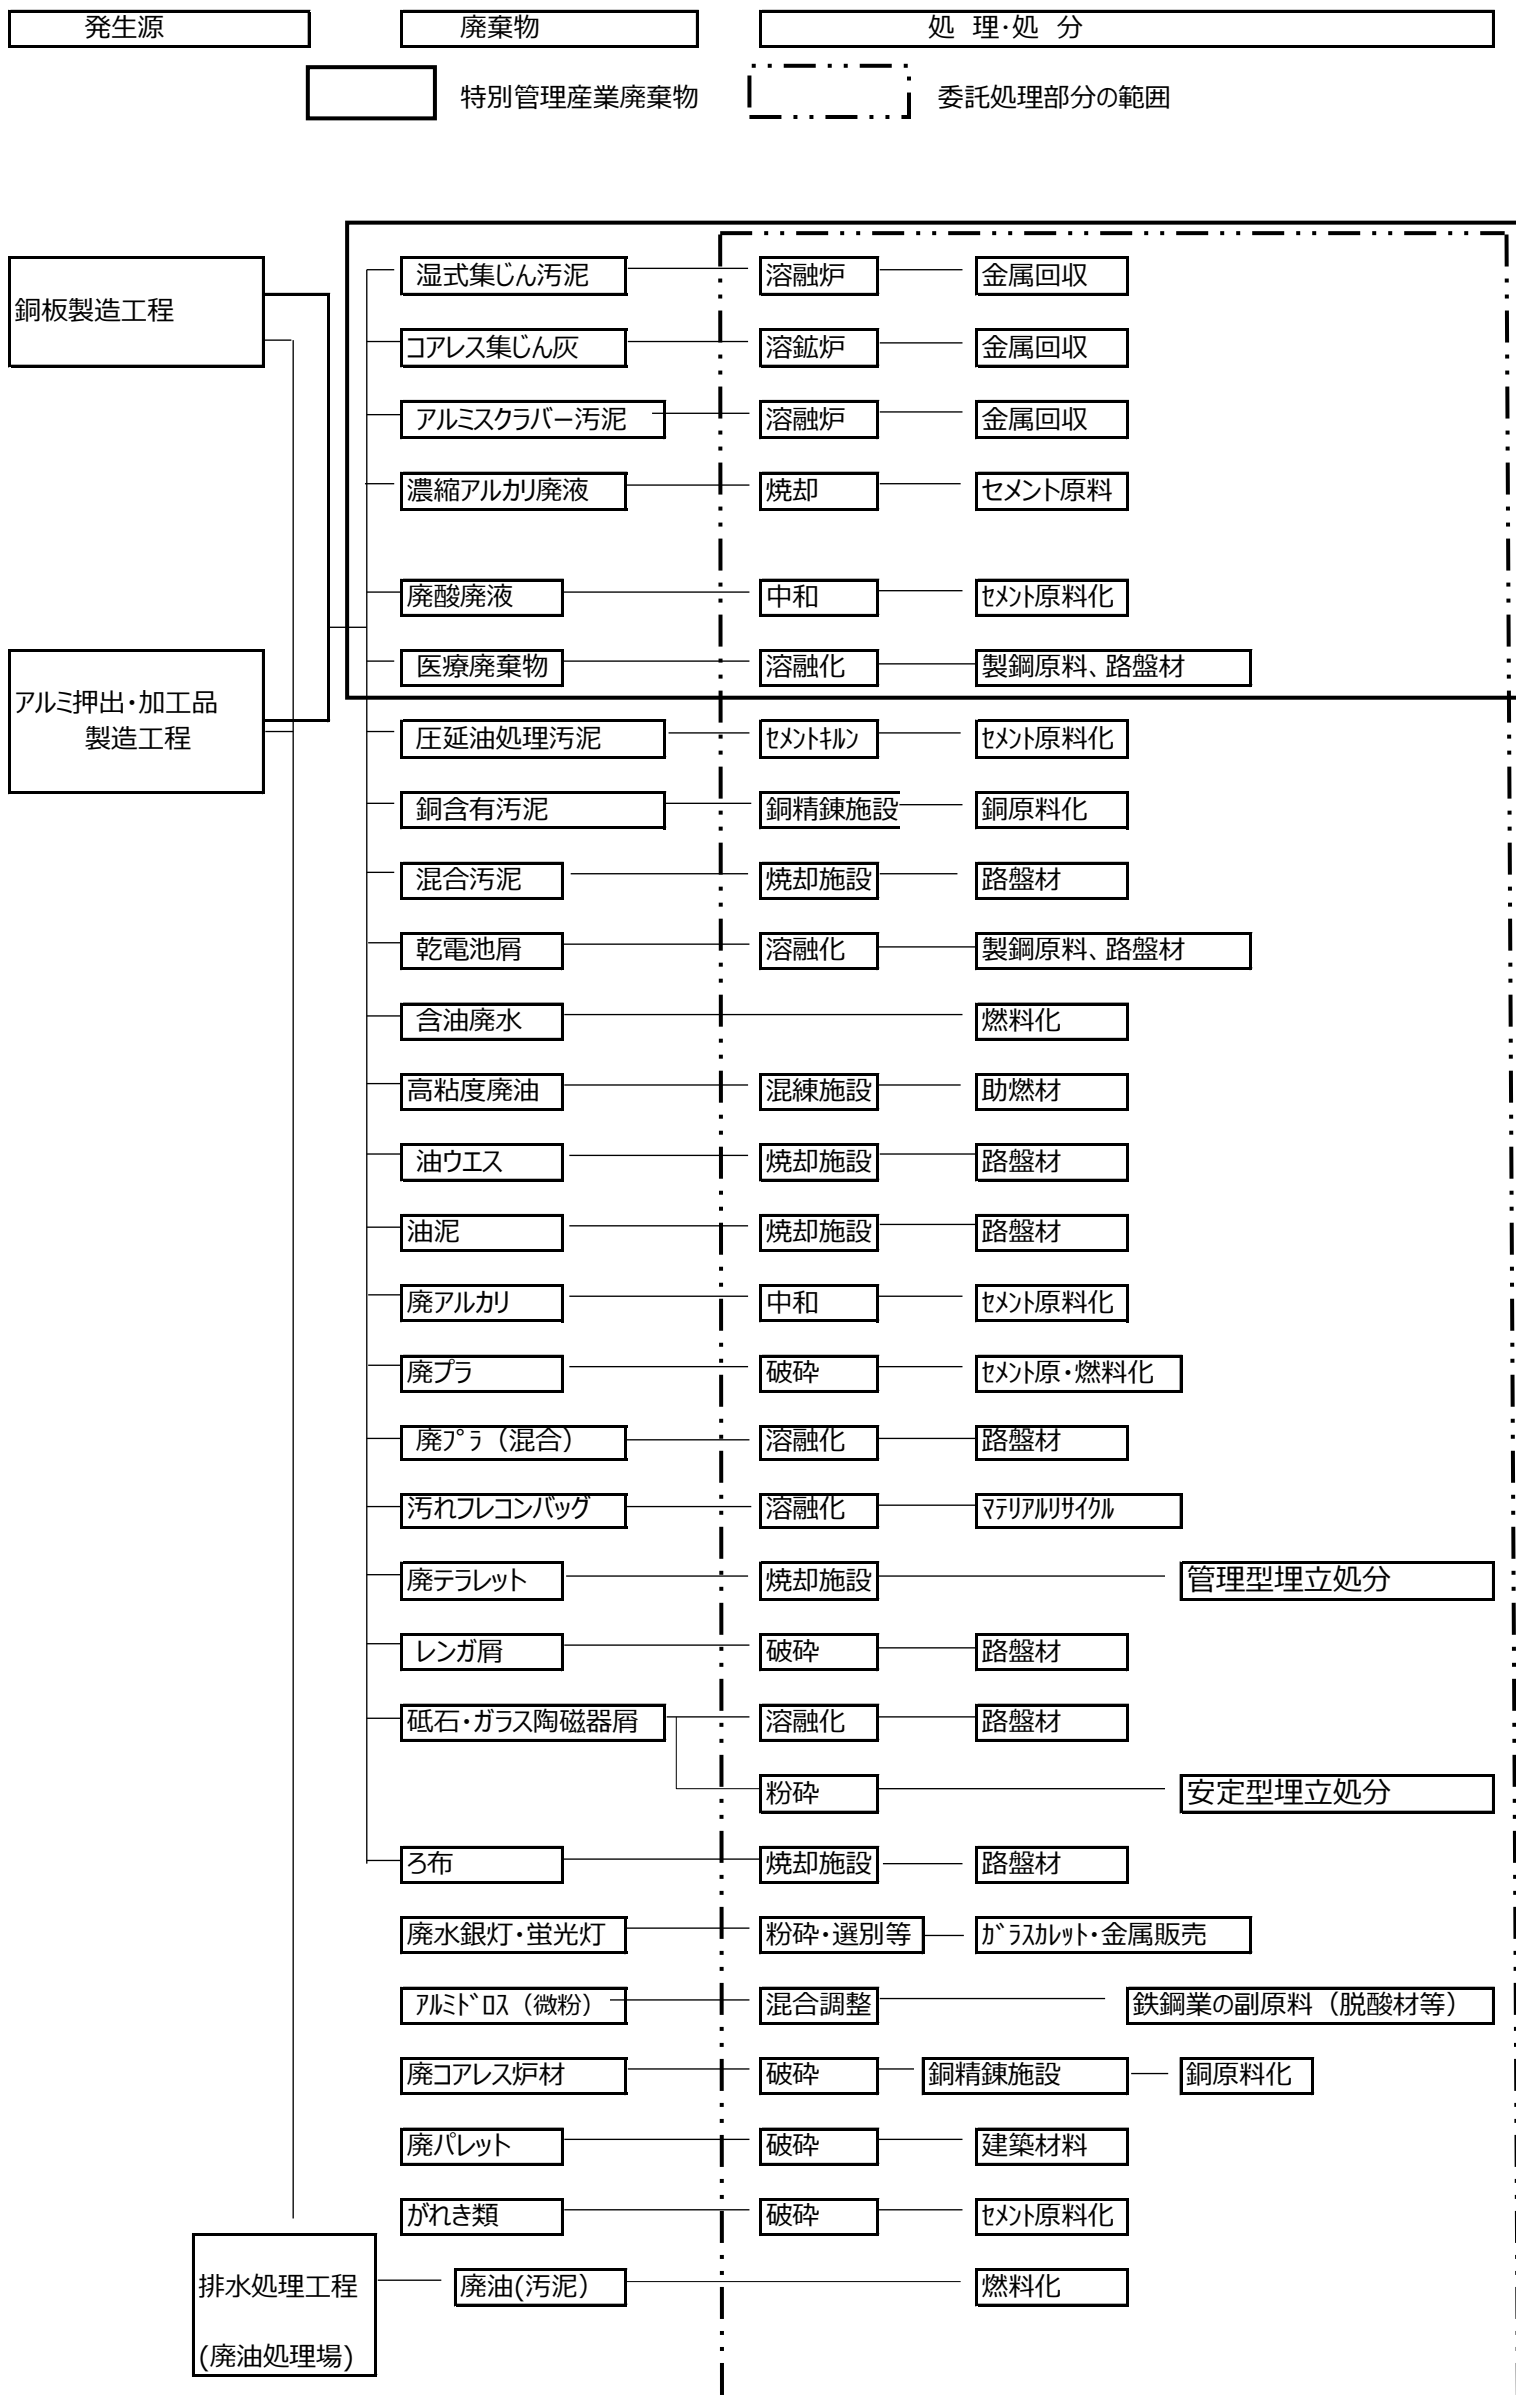 発生源 廃棄物 処 理・処 分
特別管理産業廃棄物 委託処理部分の範囲
湿式集じん汚泥 溶融炉 金属回収
銅板製造工程
コアレス集じん灰 溶鉱炉 金属回収
アルミスクラバー汚泥 溶融炉 金属回収
濃縮アルカリ廃液 焼却 セメント原料
廃酸廃液 中和 ｾﾒﾝﾄ原料化
医療廃棄物 溶融化 製鋼原料、路盤材
アルミ押出・加工品
製造工程
圧延油処理汚泥 ｾﾒﾝﾄｷﾙﾝ ｾﾒﾝﾄ原料化
銅含有汚泥 銅精錬施設 銅原料化
混合汚泥 焼却施設 路盤材
乾電池屑 溶融化 製鋼原料、路盤材
含油廃水 燃料化
高粘度廃油 混練施設 助燃材
油ウエス 焼却施設 路盤材
油泥 焼却施設 路盤材
廃アルカリ 中和 ｾﾒﾝﾄ原料化
廃プラ 破砕 ｾﾒﾝﾄ原・燃料化
廃ﾌﾟﾗ（混合） 溶融化 路盤材
汚れフレコンバッグ 溶融化 ﾏﾃﾘｱﾙﾘｻｲｸﾙ
廃テラレット 焼却施設 管理型埋立処分
レンガ屑 破砕 路盤材
砥石・ガラス陶磁器屑 溶融化 路盤材
粉砕 安定型埋立処分
ろ布 焼却施設 路盤材
廃水銀灯・蛍光灯 粉砕・選別等 ｶﾞﾗｽｶﾚｯﾄ・金属販売
ｱﾙﾐﾄﾞﾛｽ（微粉） 混合調整 鉄鋼業の副原料（脱酸材等）
廃コアレス炉材 破砕 銅精錬施設 銅原料化
廃パレット 破砕 建築材料
がれき類 破砕 ｾﾒﾝﾄ原料化
排水処理工程 廃油(汚泥） 燃料化
(廃油処理場)